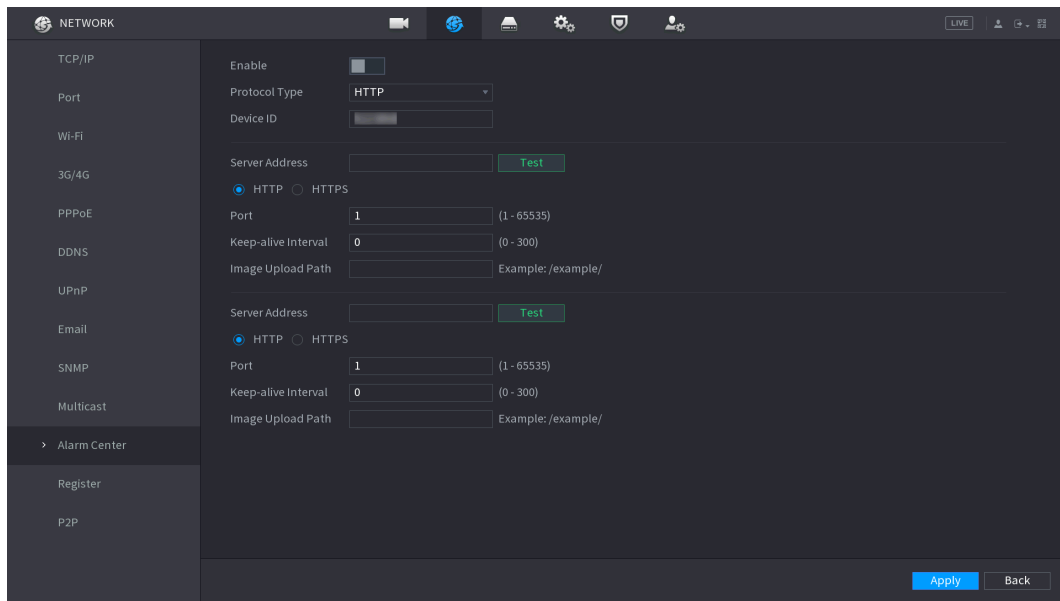 NETWORK
LIVE
TCP/IP
Port
Wi-Fi
3G/4G
PPPoE
DDNS
UPnP
Email
SNMP
Multicast
Alarm Center
Register
P2P
Enable
Protocol Type HTTP
Device ID
Server Address Test
HTTP HTTPS
Port 1 (1 - 65535)
Keep-alive Interval 0 (0 - 300)
Image Upload Path Example: /example/
Server Address Test
HTTP HTTPS
Port 1 (1 - 65535)
Keep-alive Interval 0 (0 - 300)
Image Upload Path Example: /example/
Apply Back